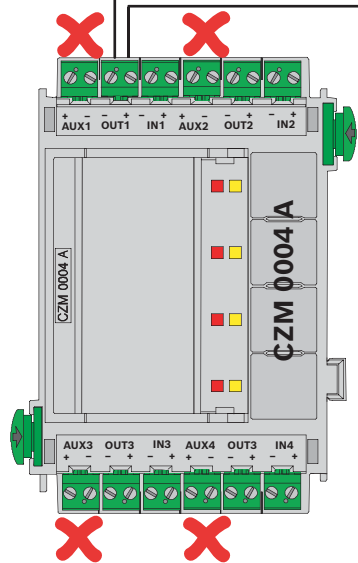 + - - + - + + - - + - +
AUX1 OUT1 IN1 AUX2 OUT2 IN2
CZM 0004 A
CZM 0004 A
AUX3 OUT3 IN3 AUX4 OUT3 IN4
+ - - + - + + - - + - +